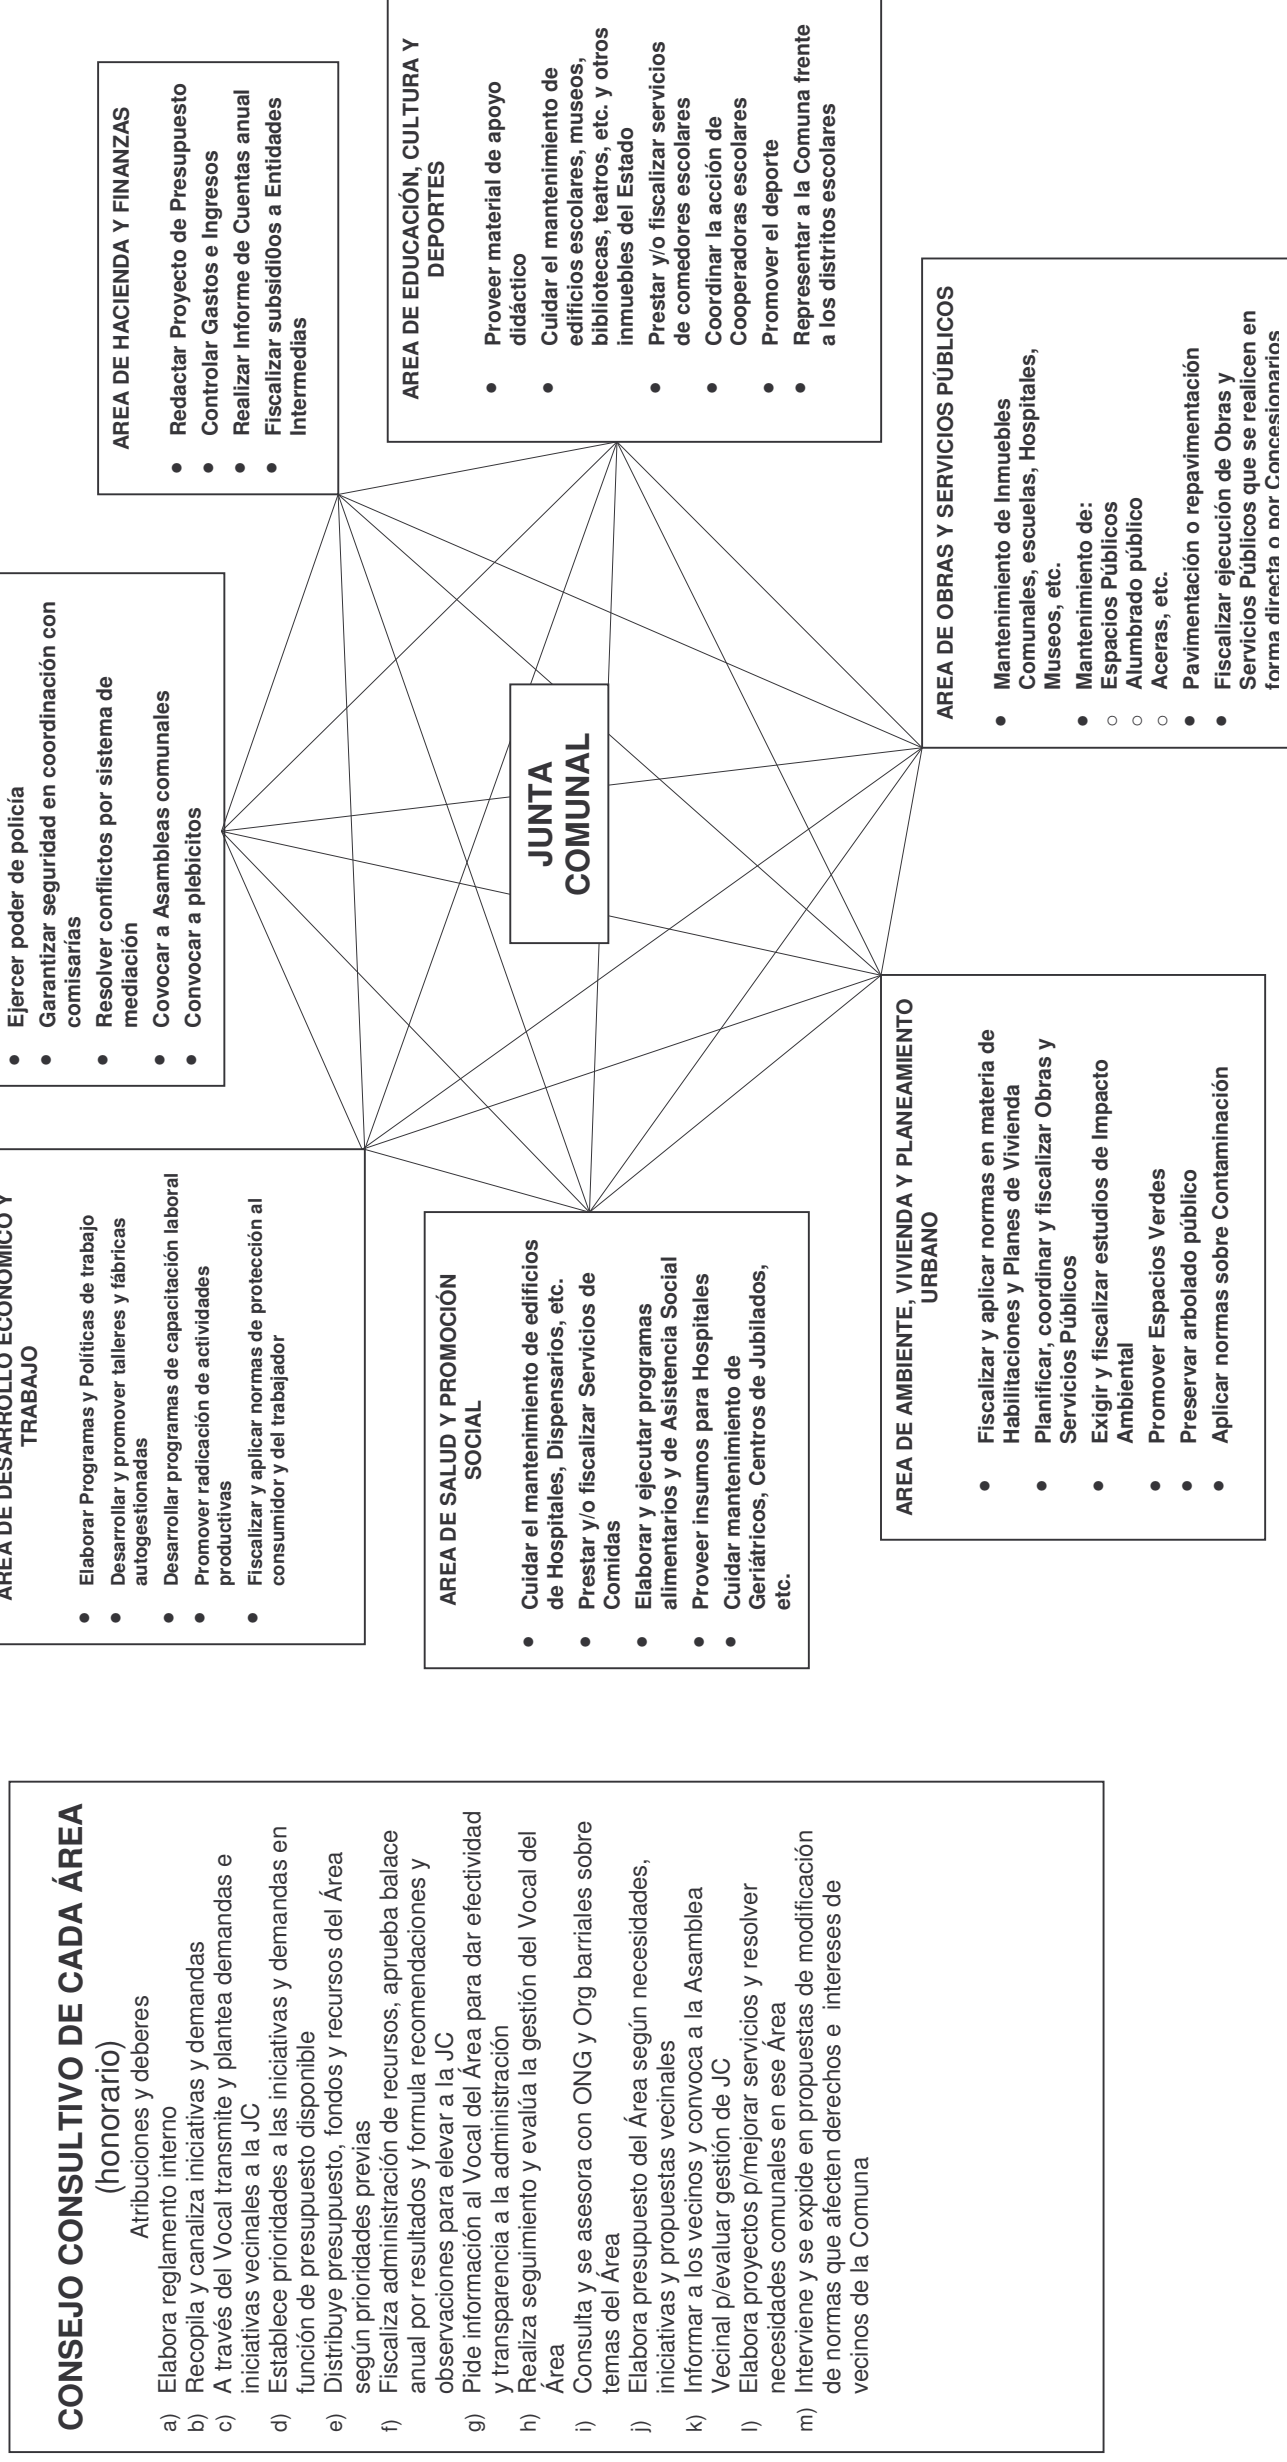 CONSEJO CONSULTIVO DE CADA ÁREA
(honorario)
Atribuciones y deberes
a) Elabora reglamento interno
b) Recopila y canaliza iniciativas y demandas
c) A través del Vocal transmite y plantea demandas e
iniciativas vecinales a la JC
d) Establece prioridades a las iniciativas y demandas en
función de presupuesto disponible
e) Distribuye presupuesto, fondos y recursos del Área
según prioridades previas
f) Fiscaliza administración de recursos, aprueba balace
anual por resultados y formula recomendaciones y
observaciones para elevar a la JC
g) Pide información al Vocal del Área para dar efectividad
y transparencia a la administración
h) Realiza seguimiento y evalúa la gestión del Vocal del
Área
i) Consulta y se asesora con ONG y Org barriales sobre
temas del Área
j) Elabora presupuesto del Área según necesidades,
iniciativas y propuestas vecinales
k) Informar a los vecinos y convoca a la Asamblea
Vecinal p/evaluar gestión de JC
l) Elabora proyectos p/mejorar servicios y resolver
necesidades comunales en ese Área
m) Interviene y se expide en propuestas de modificación
de normas que afecten derechos e intereses de
vecinos de la Comuna
AREA DE DESARROLLO ECONÓMICO Y
TRABAJO
• Elaborar Programas y Políticas de trabajo
• Desarrollar y promover talleres y fábricas
autogestionadas
• Desarrollar programas de capacitación laboral
• Promover radicación de actividades
productivas
• Fiscalizar y aplicar normas de protección al
consumidor y del trabajador
• Ejercer poder de policía
• Garantizar seguridad en coordinación con
comisarías
• Resolver conflictos por sistema de
mediación
• Covocar a Asambleas comunales
• Convocar a plebicitos
AREA DE HACIENDA Y FINANZAS
• Redactar Proyecto de Presupuesto
• Controlar Gastos e Ingresos
• Realizar Informe de Cuentas anual
• Fiscalizar subsdi0os a Entidades
Intermedias
AREA DE SALUD Y PROMOCIÓN
SOCIAL
• Cuidar el mantenimiento de edificios
de Hospitales, Dispensarios, etc.
• Prestar y/o fiscalizar Servicios de
Comidas
• Elaborar y ejecutar programas
alimentarios y de Asistencia Social
• Proveer insumos para Hospitales
• Cuidar mantenimiento de
Geriátricos, Centros de Jubilados,
etc.
JUNTA
COMUNAL
AREA DE EDUCACIÓN, CULTURA Y
DEPORTES
• Proveer material de apoyo
didáctico
• Cuidar el mantenimiento de
edificios escolares, museos,
bibliotecas, teatros, etc. y otros
inmuebles del Estado
• Prestar y/o fiscalizar servicios
de comedores escolares
• Coordinar la acción de
Cooperadoras escolares
• Promover el deporte
• Representar a la Comuna frente
a los distritos escolares
AREA DE AMBIENTE, VIVIENDA Y PLANEAMIENTO
URBANO
• Fiscalizar y aplicar normas en materia de
Habilitaciones y Planes de Vivienda
• Planificar, coordinar y fiscalizar Obras y
Servicios Públicos
• Exigir y fiscalizar estudios de Impacto
Ambiental
• Promover Espacios Verdes
• Preservar arbolado público
• Aplicar normas sobre Contaminación
AREA DE OBRAS Y SERVICIOS PÚBLICOS
• Mantenimiento de Inmuebles
Comunales, escuelas, Hospitales,
Museos, etc.
• Mantenimiento de:
○ Espacios Públicos
○ Alumbrado público
○ Aceras, etc.
• Pavimentación o repavimentación
• Fiscalizar ejecución de Obras y
Servicios Públicos que se realicen en
forma directa o por Concesionarios